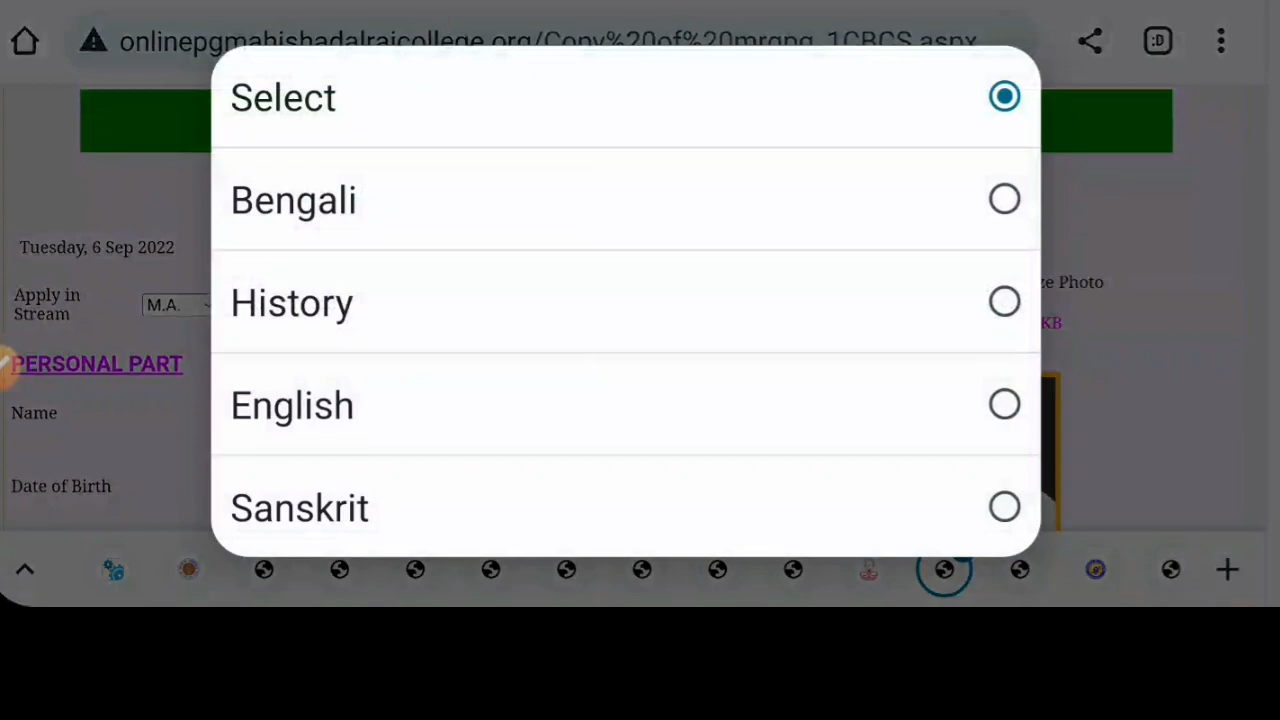 onlinepgmahishadalrajcollege.org/Copy%20of%20mrgpg_1CBCS.aspx
:D
Select
Bengali
History
English
Sanskrit
Tuesday, 6 Sep 2022
Apply in
Stream
M.A.
ze Photo
KB
PERSONAL PART
Name
Date of Birth